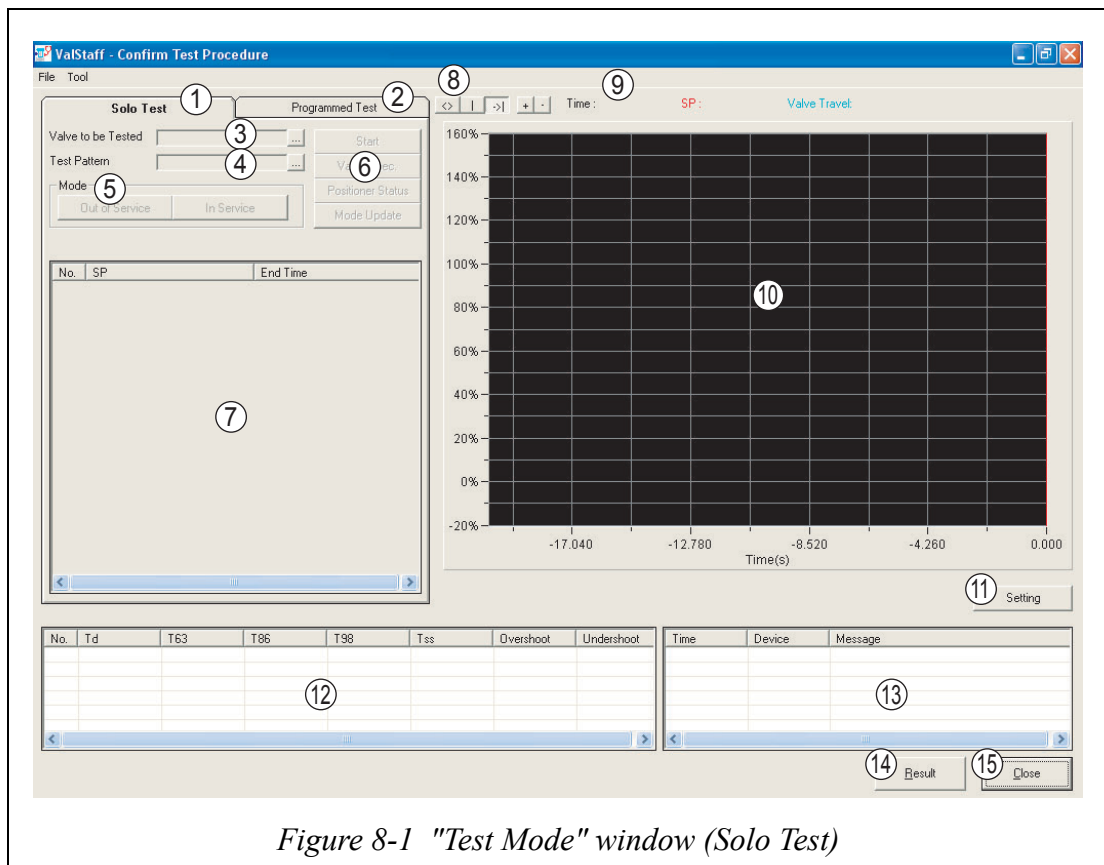 ValStaff - Confirm Test Procedure
File Tool
Solo Test 1
Programmed Test 2
8
9
<> | ->| + - Time : SP : Valve Travel:
Valve to be Tested 3 ...
Test Pattern 4 ...
Mode 5
Out of Service In Service
Start
6
Positioner Status
Mode Update
No. SP End Time
7
160%
140%
120%
100%
80%
60%
40%
20%
0%
-20%
10
-17.040 -12.780 -8.520 -4.260 0.000
Time(s)
11 Setting
No. Td T63 T86 T98 Tss Overshoot Undershoot
12
Time Device Message
13
14 Result
15 Close
Figure 8-1 "Test Mode" window (Solo Test)